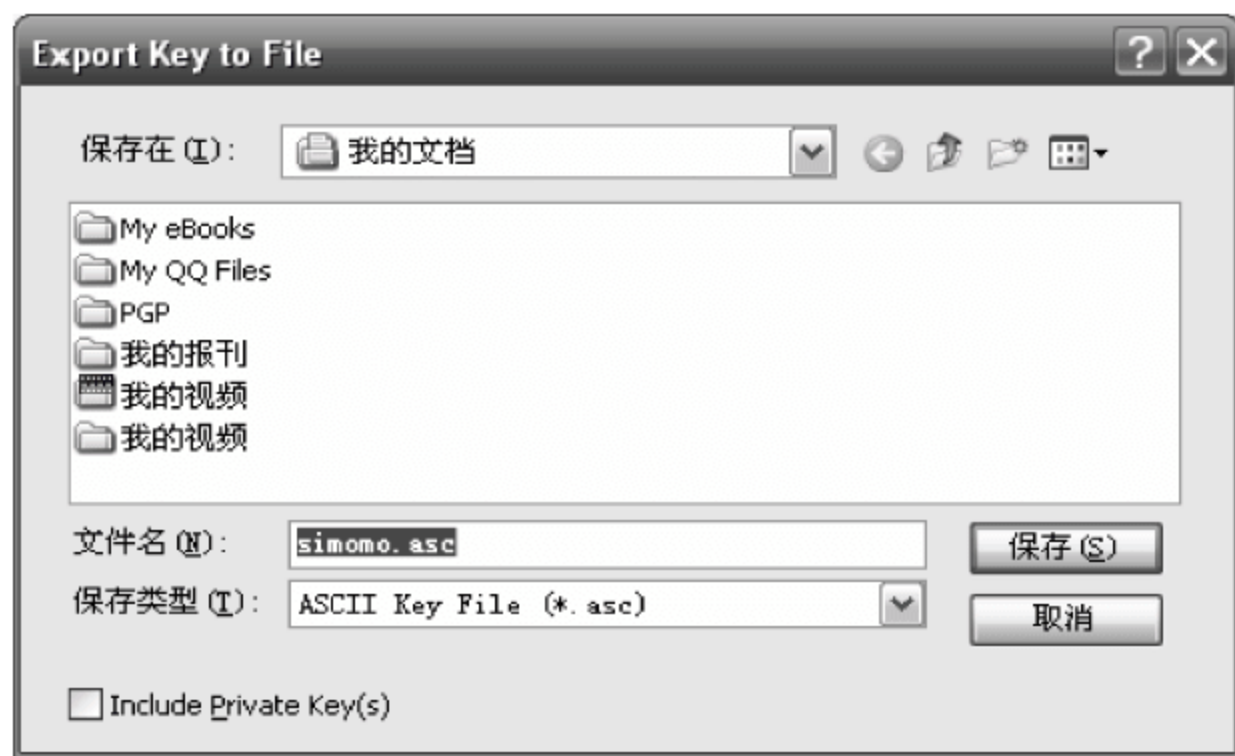 Export Key to File
保存在(I):
我的文档
My eBooks
My QQ Files
PGP
我的报刊
我的视频
我的视频
文件名(N):
simomo.asc
保存(S)
保存类型(T):
ASCII Key File (*.asc)
取消
Include Private Key(s)